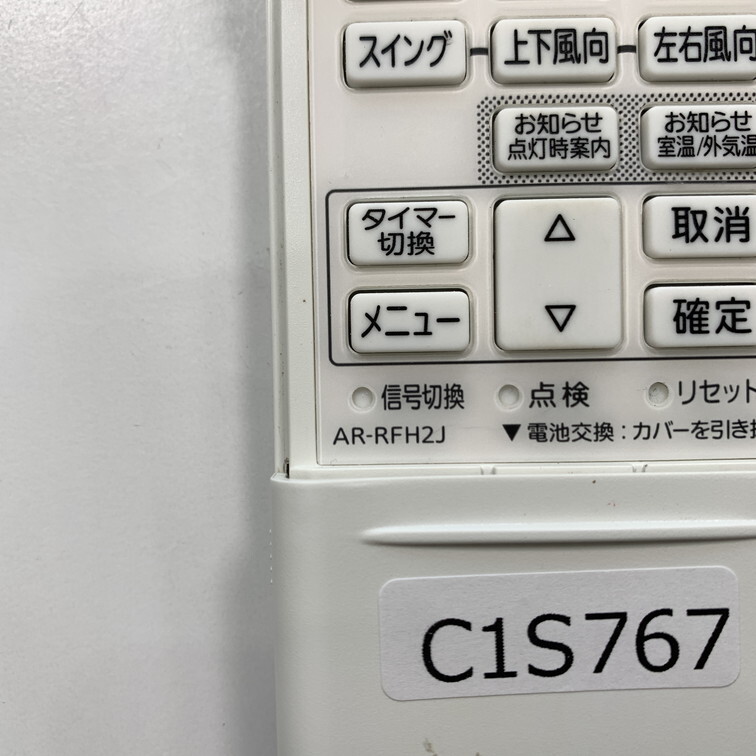 スイング 上下風向 左右風向
お知らせ
点灯時案内
お知らせ
室温/外気温
タイマー
切換
△
取消
メニュー
▽
確定
信号切換 点検 リセット
AR-RFH2J ▼電池交換:カバーを引き
C1S767